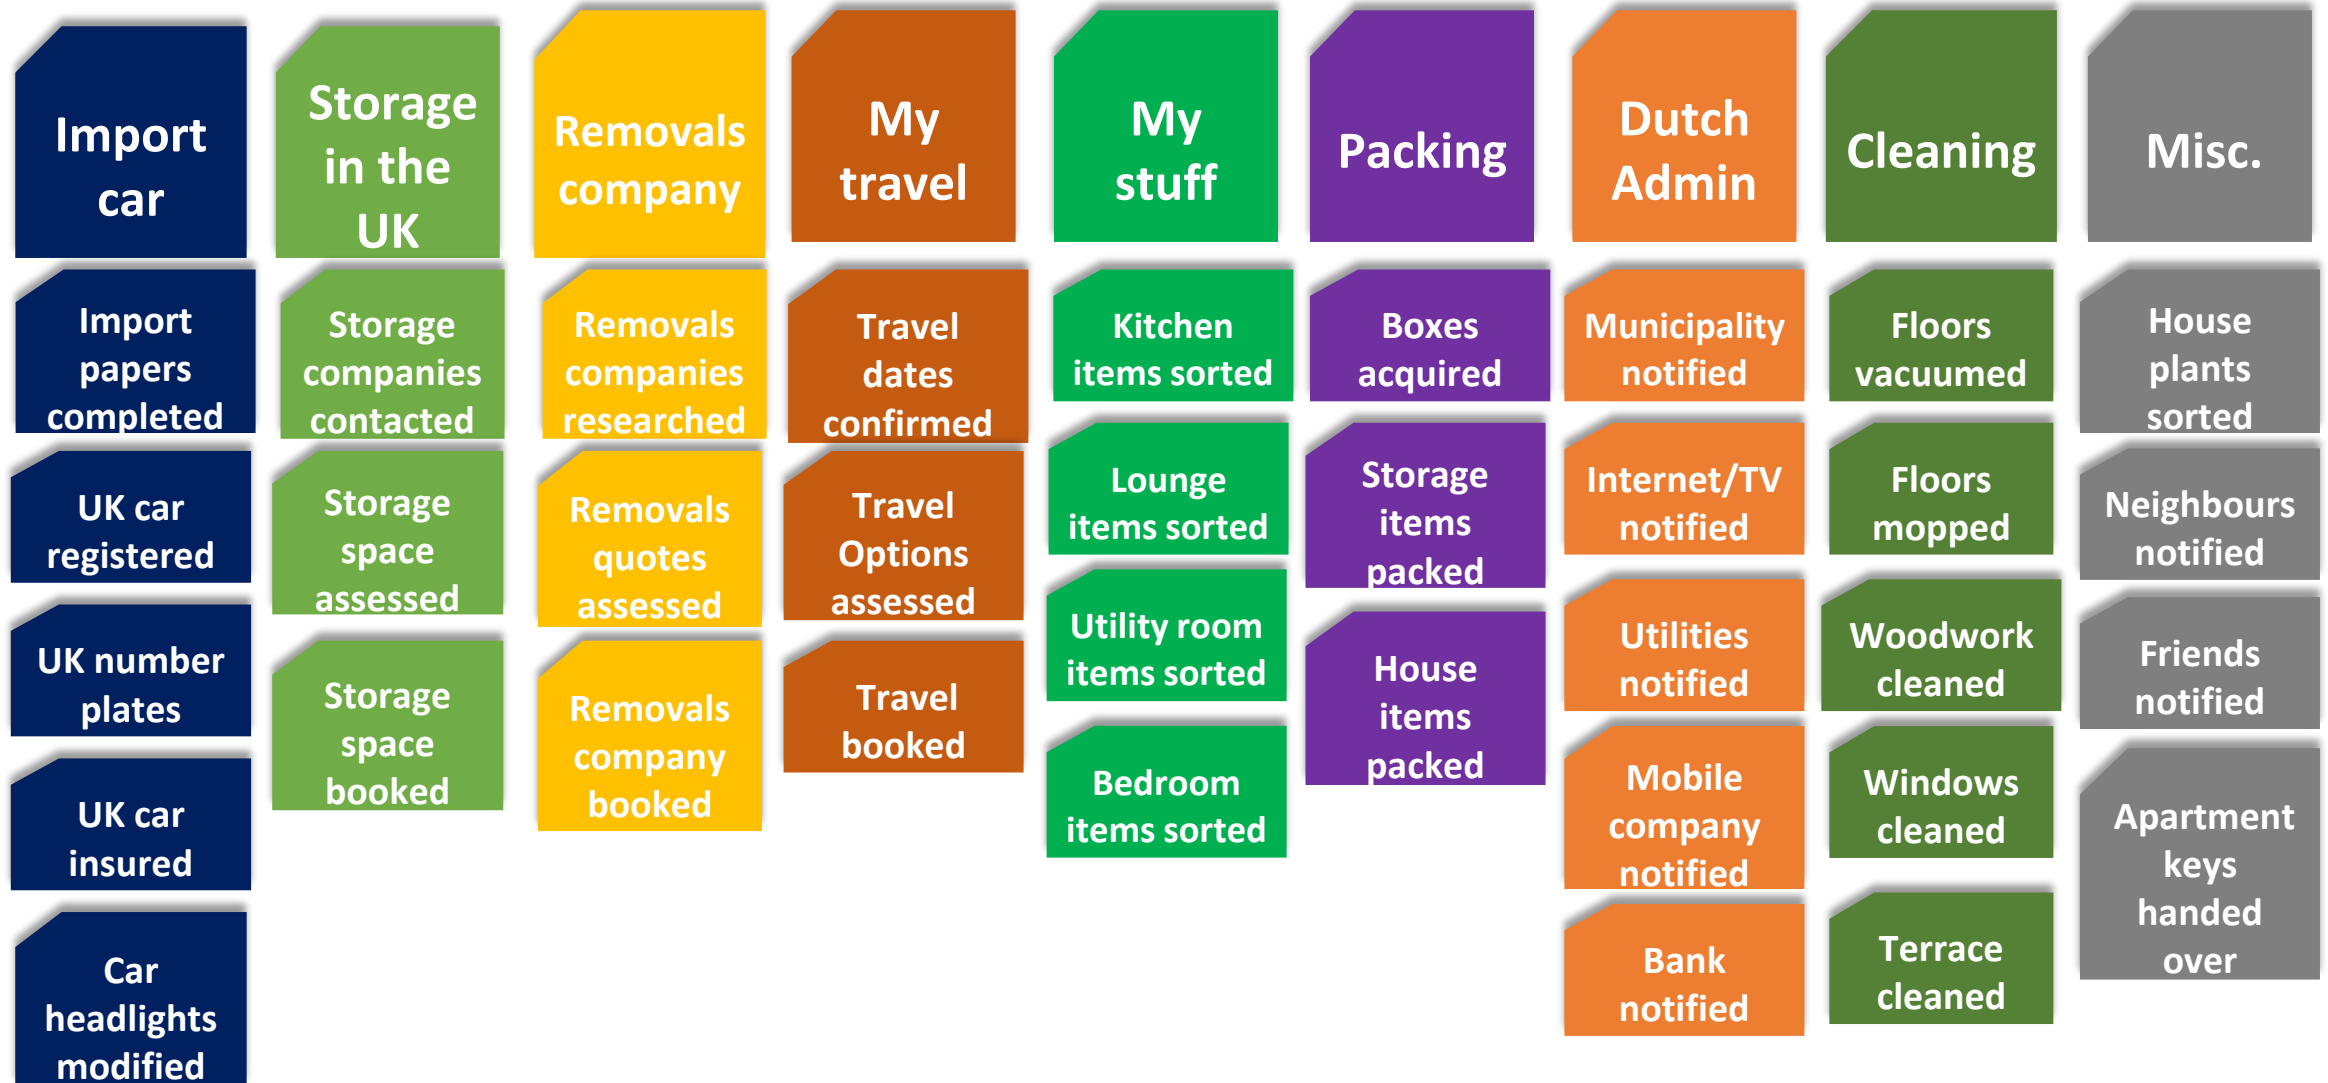 Import
car
Storage
in the
UK
Removals
company
My
travel
My
stuff
Packing
Dutch
Admin
Cleaning
Misc.
Import
papers
completed
UK car
registered
UK number
plates
UK car
insured
Car
headlights
modified
Storage
companies
contacted
Storage
space
assessed
Storage
space
booked
Removals
companies
researched
Removals
quotes
assessed
Removals
company
booked
Travel
dates
confirmed
Travel
Options
assessed
Travel
booked
Kitchen
items sorted
Lounge
items sorted
Utility room
items sorted
Bedroom
items sorted
Boxes
acquired
Storage
items
packed
House
items
packed
Municipality
notified
Internet/TV
notified
Utilities
notified
Mobile
company
notified
Bank
notified
Floors
vacuumed
Floors
mopped
Woodwork
cleaned
Windows
cleaned
Terrace
cleaned
House
plants
sorted
Neighbours
notified
Friends
notified
Apartment
keys
handed
over